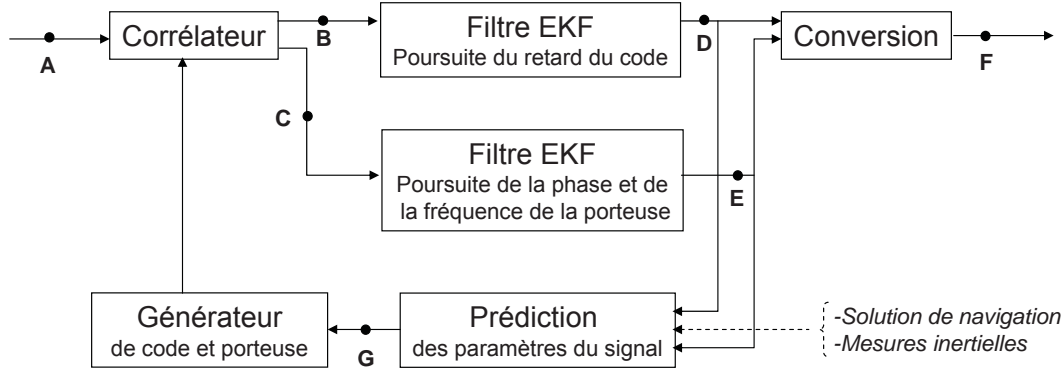 Corrélateur
A
B
Filtre EKF
Poursuite du retard du code
D
Conversion
F
C
Filtre EKF
Poursuite de la phase et de
la fréquence de la porteuse
E
Générateur
de code et porteuse
G
Prédiction
des paramètres du signal
-Solution de navigation
-Mesures inertielles